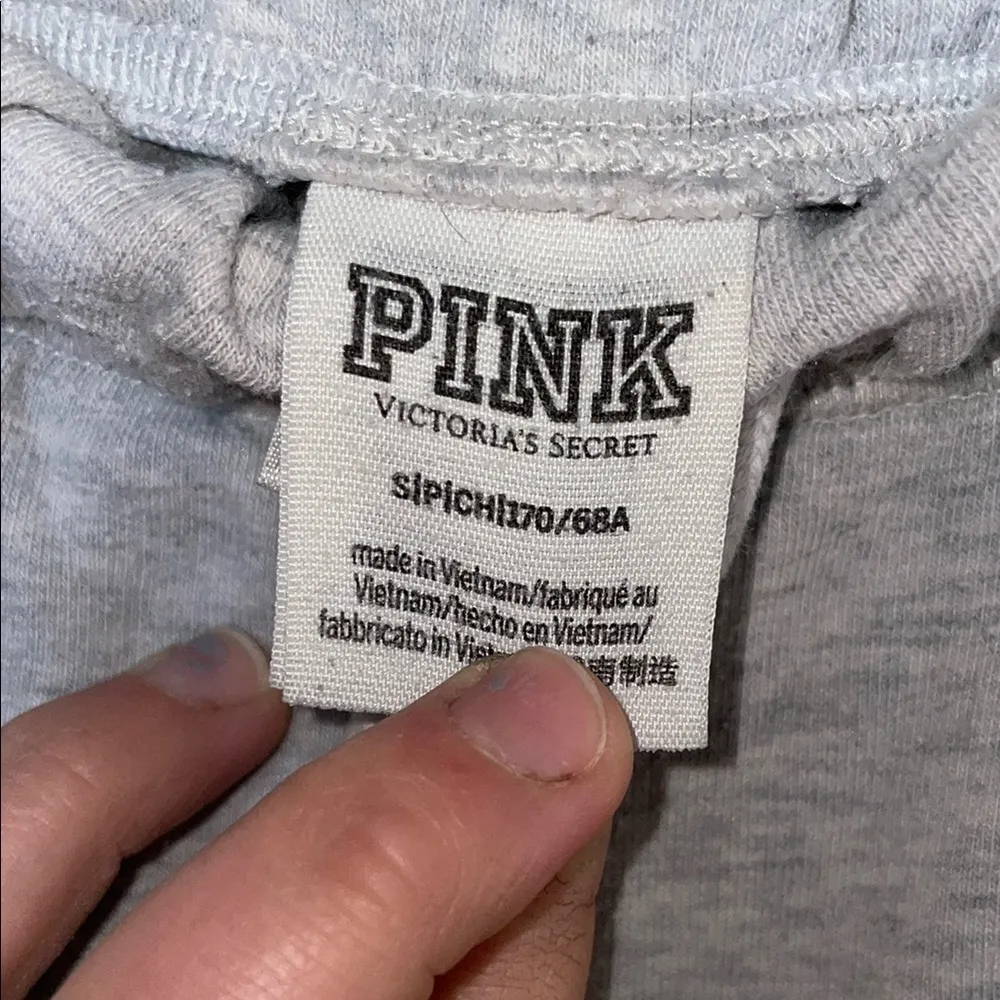 PINK
VICTORIA'S SECRET
S|P|CH|170/68A
made in Vietnam/fabriqué au
Vietnam/hecho en Vietnam/
fabbricato in 南制造